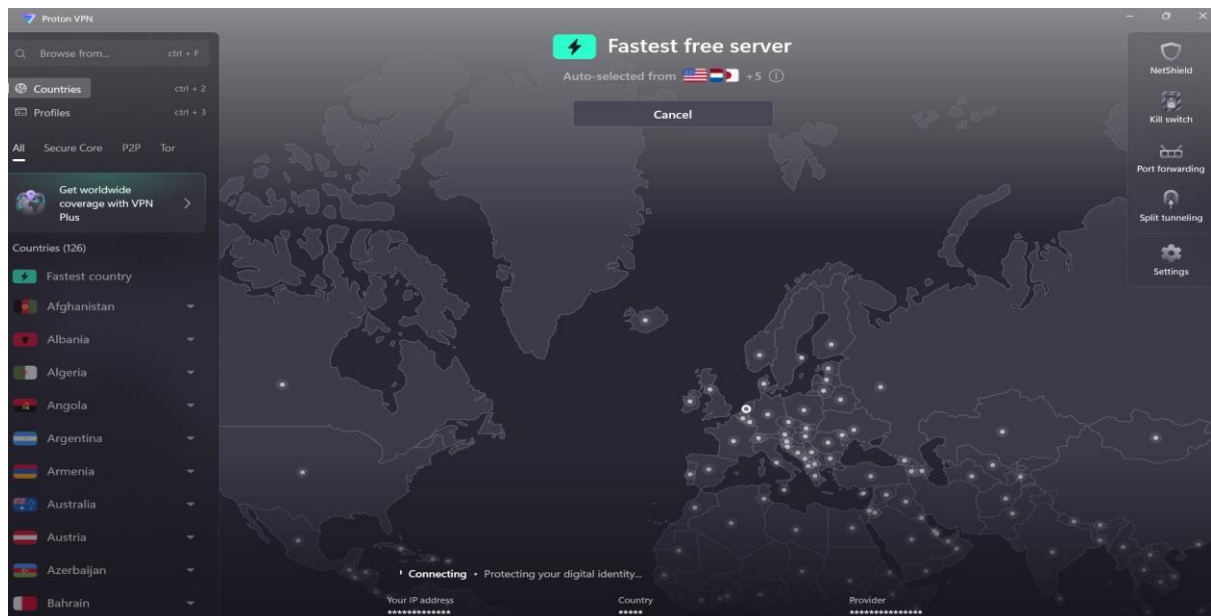 Proton VPN
Browse from... ctrl + F
Countries ctrl + 2
Profiles ctrl + 3
All Secure Core P2P Tor
Get worldwide
coverage with VPN
Plus
Countries (126)
Fastest country
Afghanistan
Albania
Algeria
Angola
Argentina
Armenia
Australia
Austria
Azerbaijan
Bahrain
Fastest free server
Auto-selected from +5
Cancel
Connecting • Protecting your digital identity...
Your IP address Country Provider
************* ***** ***************
NetShield
Kill switch
Port forwarding
Split tunneling
Settings